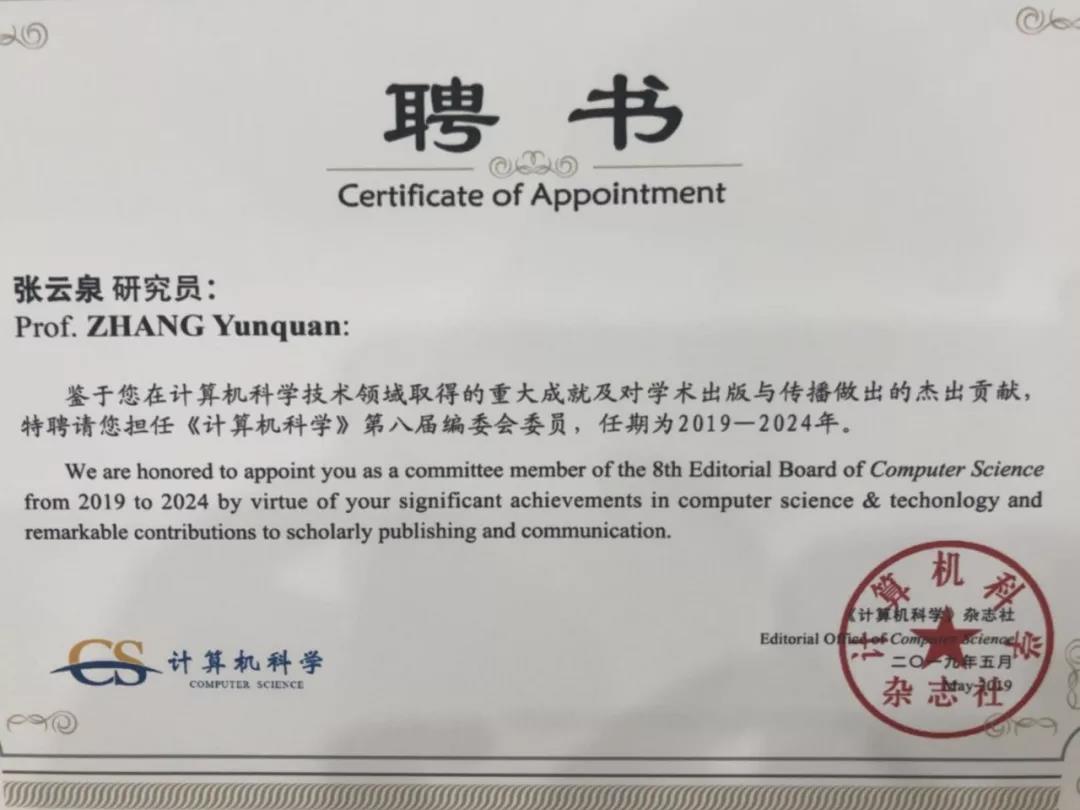 聘书
Certificate of Appointment
张云泉 研究员：
Prof. ZHANG Yunquan:
鉴于您在计算机科学技术领域取得的重大成就及对学术出版与传播做出的杰出贡献，
特聘请您担任《计算机科学》第八届编委会委员，任期为2019—2024年。
We are honored to appoint you as a committee member of the 8th Editorial Board of Computer Science
from 2019 to 2024 by virtue of your significant achievements in computer science & techonlogy and
remarkable contributions to scholarly publishing and communication.
《计算机科学》杂志社
Editorial Office of Computer Science
二〇一九年五月
May 2019
计算机科学
杂志社
CS 计算机科学
COMPUTER SCIENCE